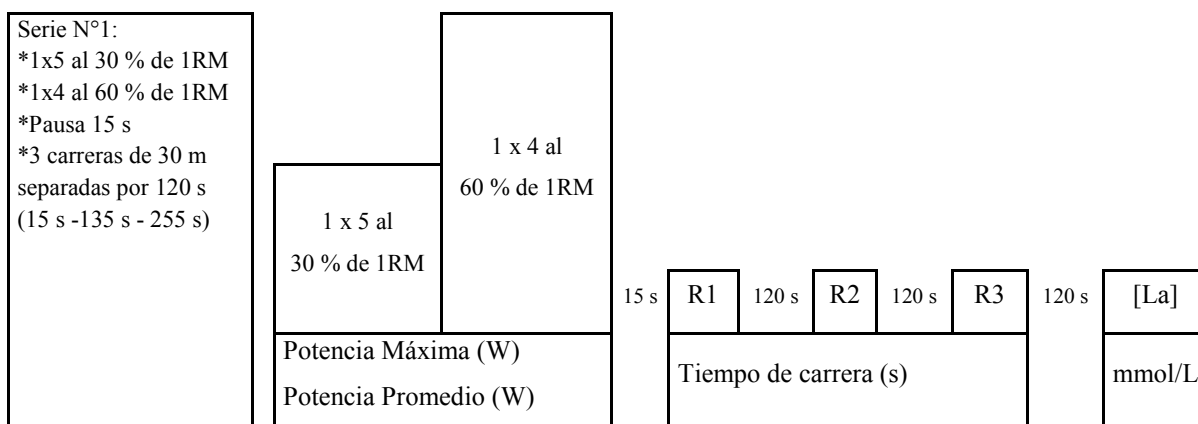 Serie N°1:
*1x5 al 30 % de 1RM
*1x4 al 60 % de 1RM
*Pausa 15 s
*3 carreras de 30 m
separadas por 120 s
(15 s -135 s - 255 s)
1 x 5 al
30 % de 1RM
1 x 4 al
60 % de 1RM
15 s
R1
120 s
R2
120 s
R3
120 s
[La]
Potencia Máxima (W)
Potencia Promedio (W)
Tiempo de carrera (s)
mmol/L